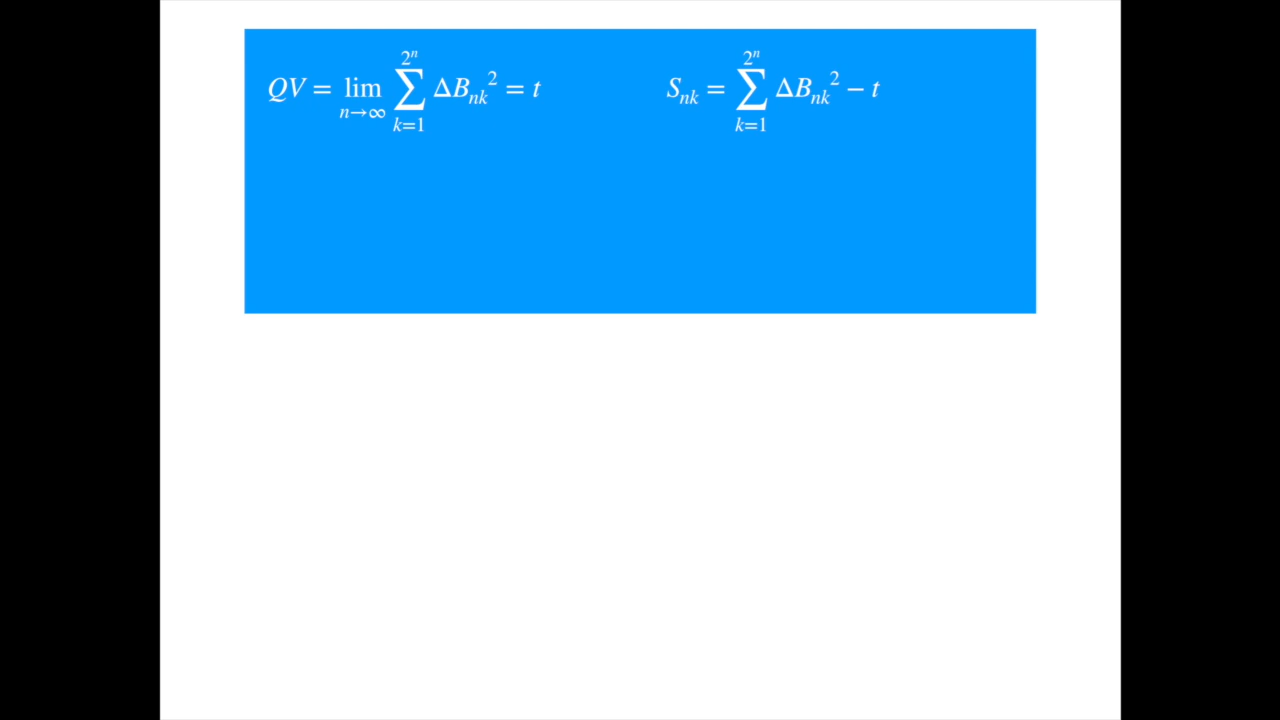 QV = lim_{n→∞} ∑_{k=1}^{2^n} ΔB_{nk}^2 = t
S_{nk} = ∑_{k=1}^{2^n} ΔB_{nk}^2 − t